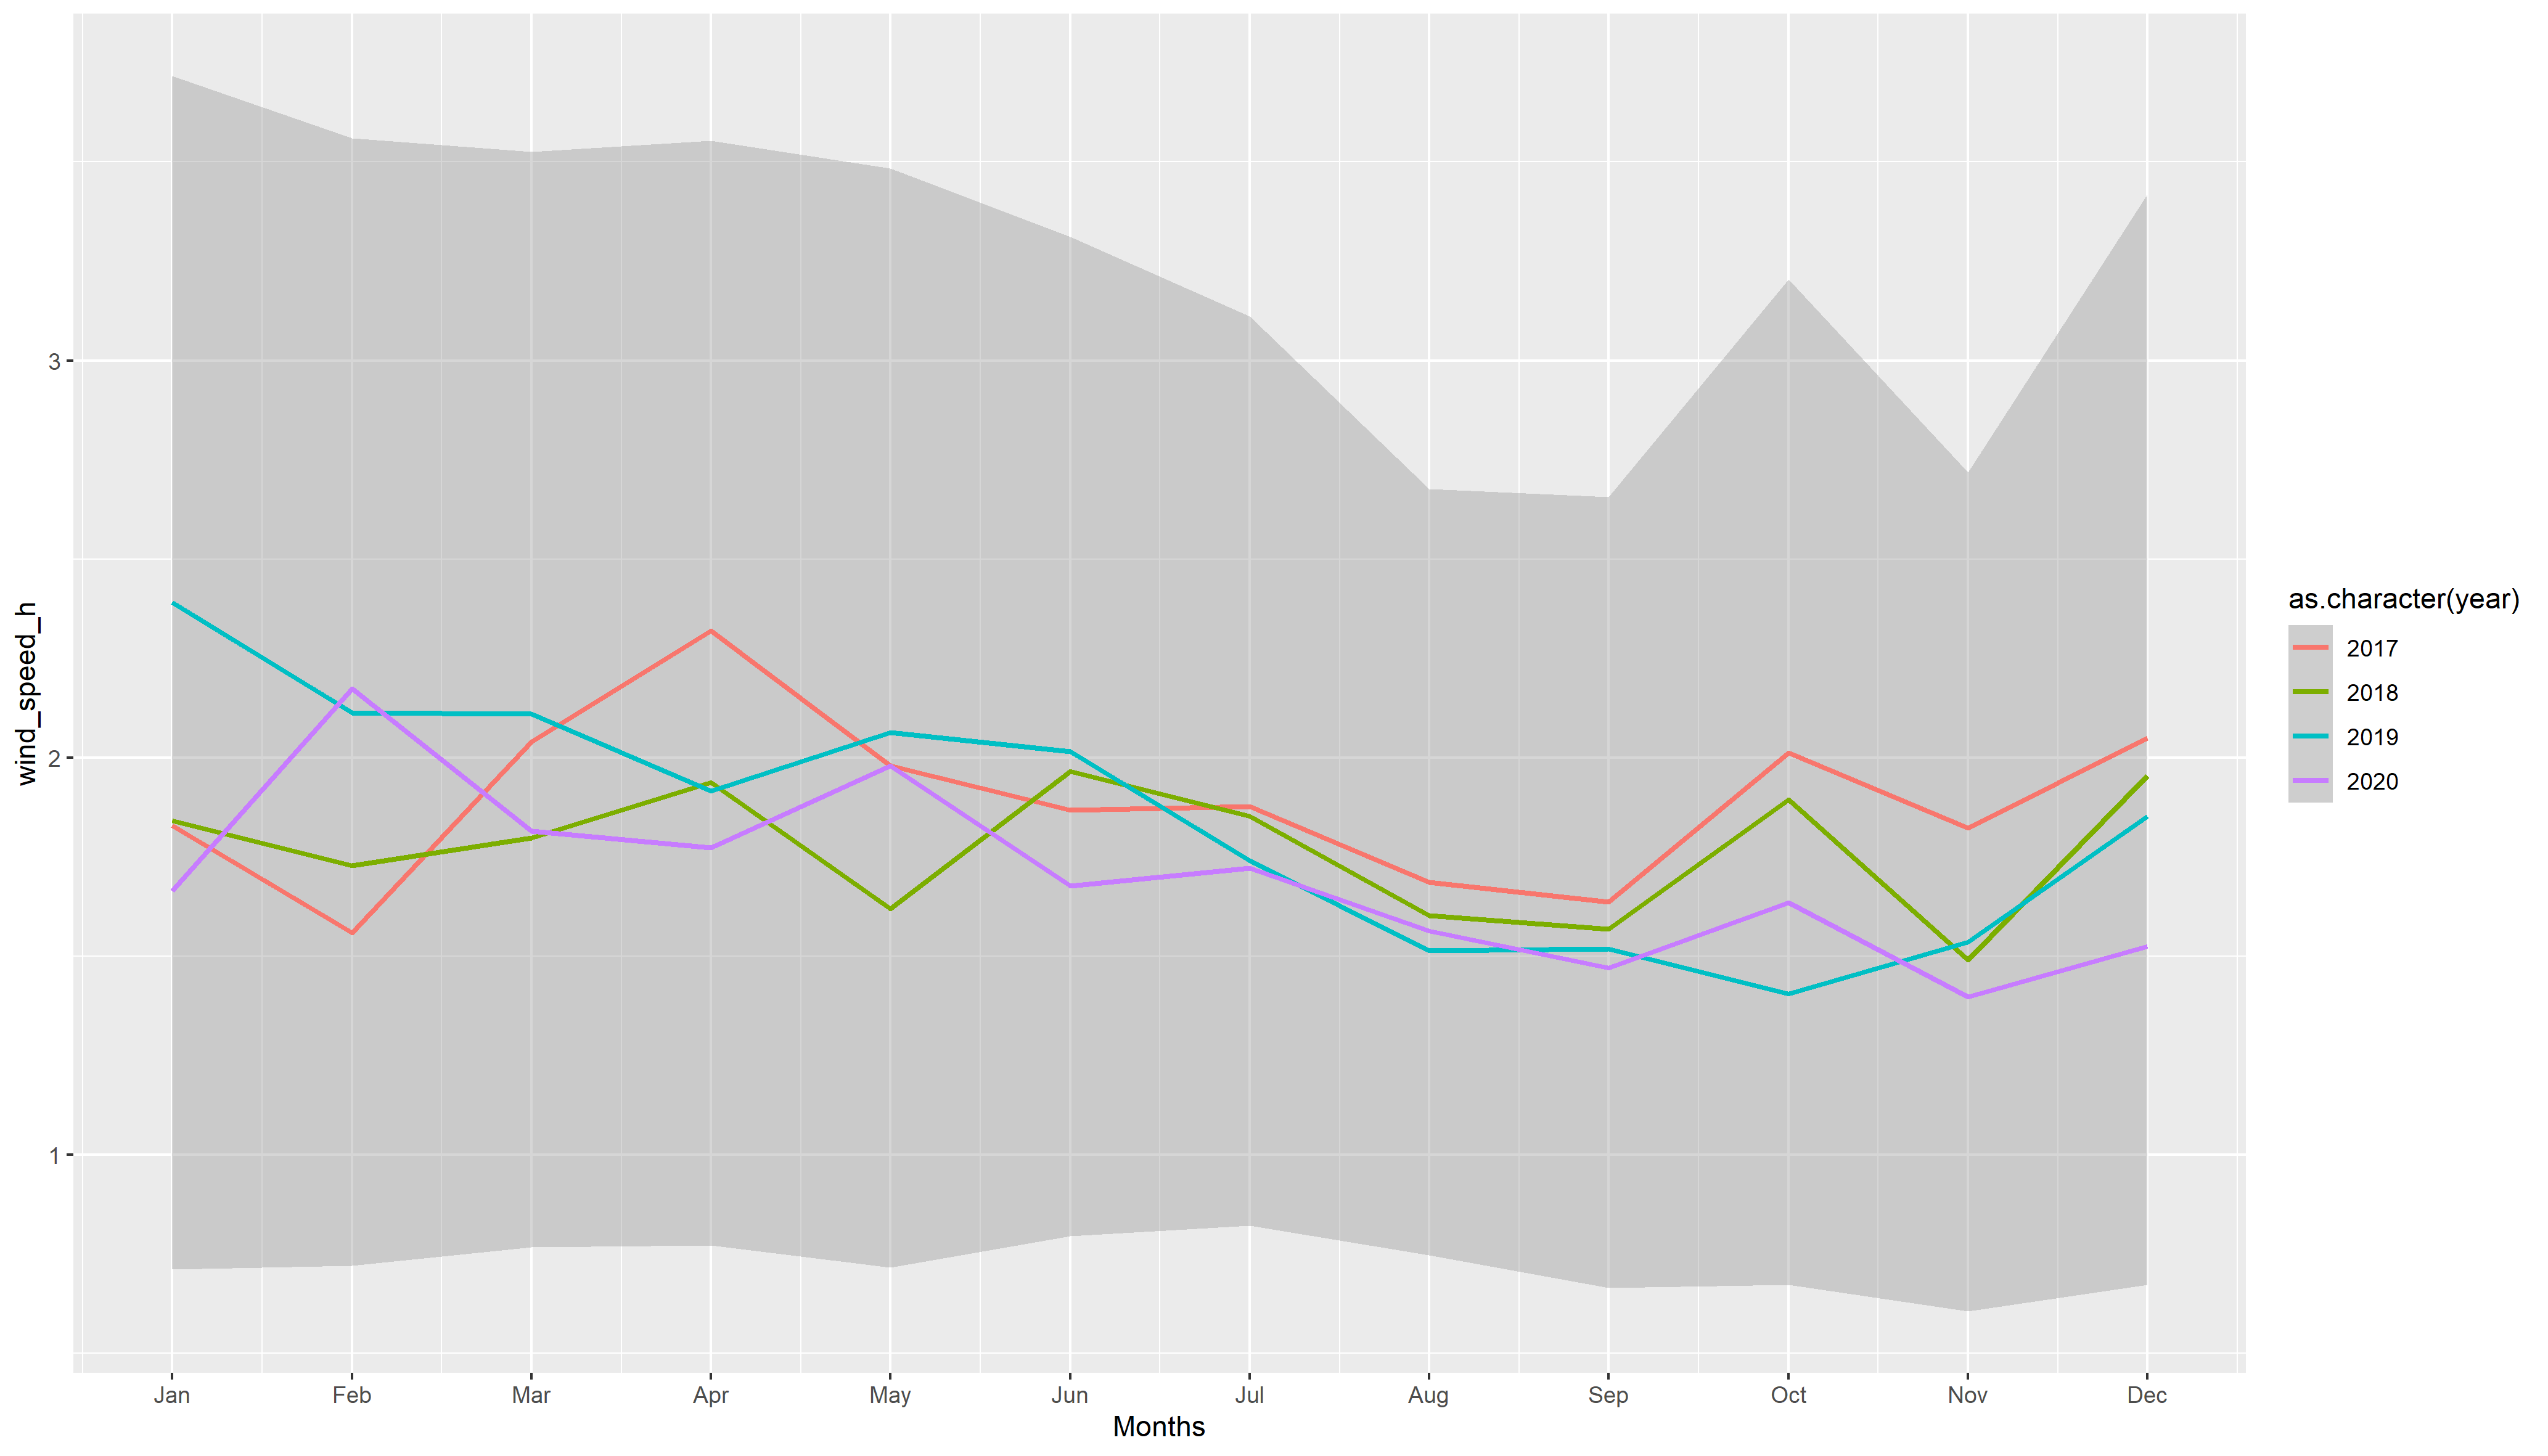 wind_speed_h
3
2
1
Jan Feb Mar Apr May Jun Jul Aug Sep Oct Nov Dec
Months
as.character(year)
2017
2018
2019
2020